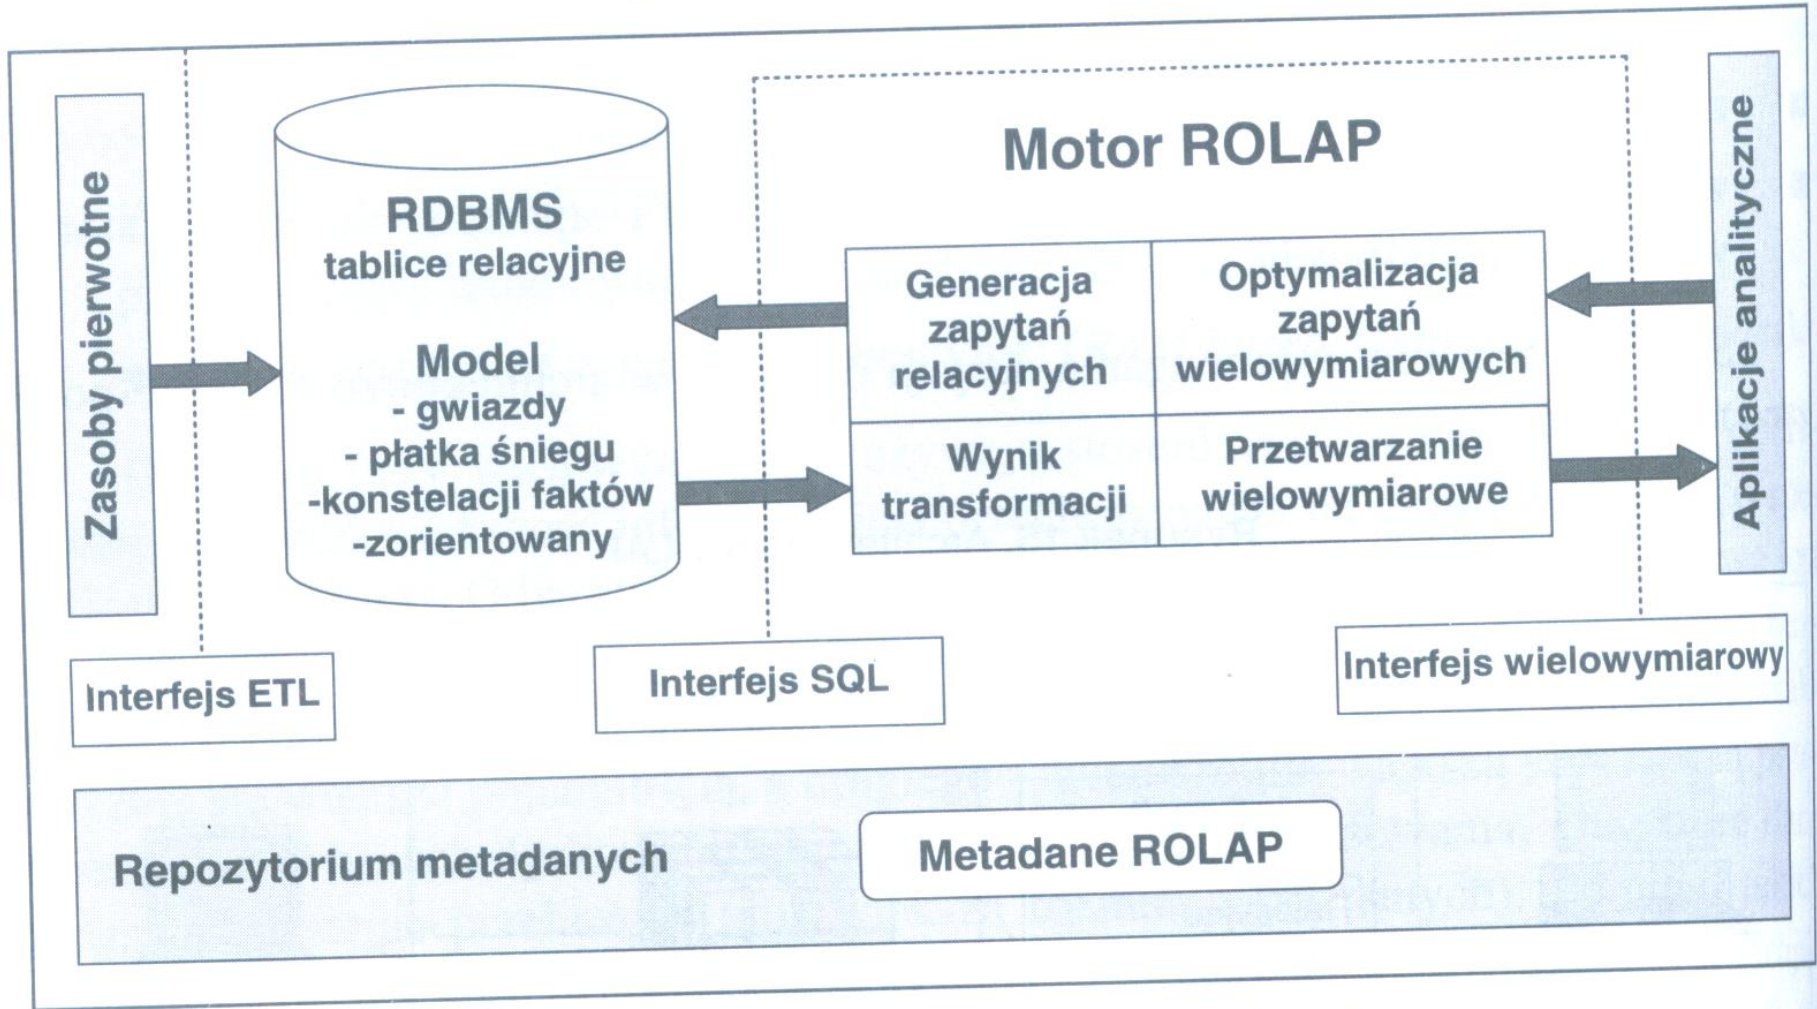 Zasoby pierwotne
RDBMS
tablice relacyjne
Model
- gwiazdy
- płatka śniegu
-konstelacji faktów
-zorientowany
Motor ROLAP
Generacja
zapytań
relacyjnych
Optymalizacja
zapytań
wielowymiarowych
Wynik
transformacji
Przetwarzanie
wielowymiarowe
Aplikacje analityczne
Interfejs ETL
Interfejs SQL
Interfejs wielowymiarowy
Repozytorium metadanych
Metadane ROLAP